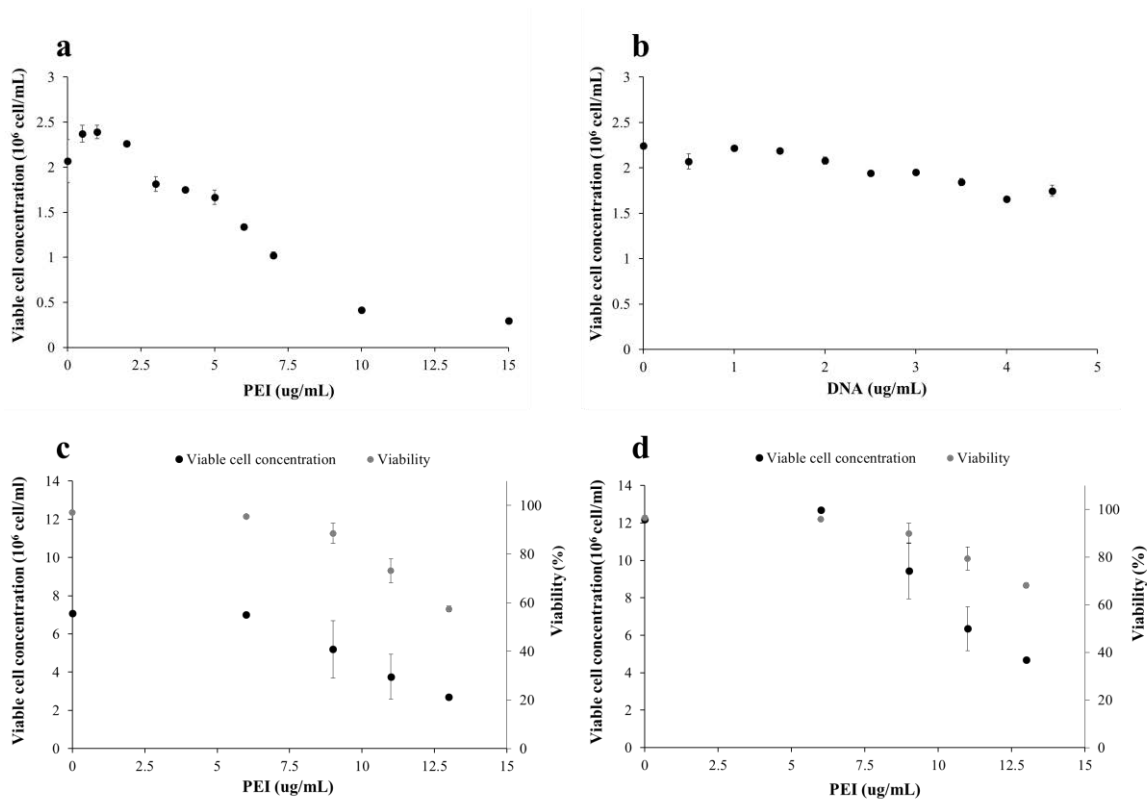 a
Viable cell concentration (10⁶ cell/mL)
3
2.5
2
1.5
1
0.5
0
0 2.5 5 7.5 10 12.5 15
PEI (ug/mL)
b
Viable cell concentration (10⁶ cell/mL)
3
2.5
2
1.5
1
0.5
0
0 1 2 3 4 5
DNA (ug/mL)
c
Viable cell concentration Viability
Viable cell concentration (10⁶ cell/ml)
14
12
10
8
6
4
2
0
100
80
60
40
20
0
Viability (%)
0 2.5 5 7.5 10 12.5 15
PEI (ug/mL)
d
Viable cell concentration Viability
Viable cell concentration(10⁶ cell/ml)
14
12
10
8
6
4
2
0
100
80
60
40
20
0
Viability (%)
0 2.5 5 7.5 10 12.5 15
PEI (ug/mL)